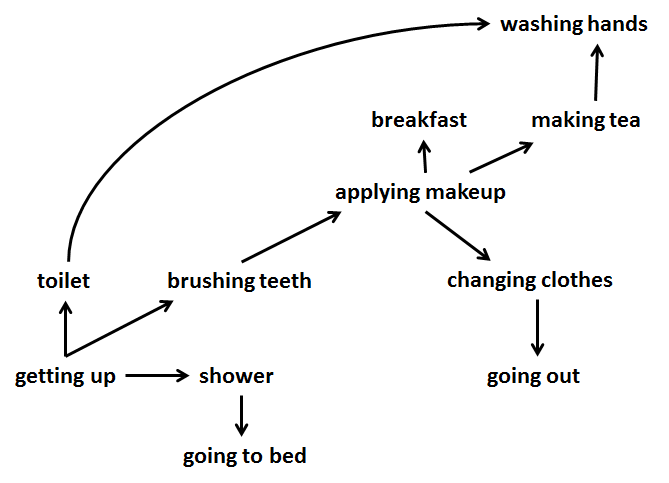 washing hands
breakfast
making tea
applying makeup
toilet
brushing teeth
changing clothes
getting up
shower
going out
going to bed